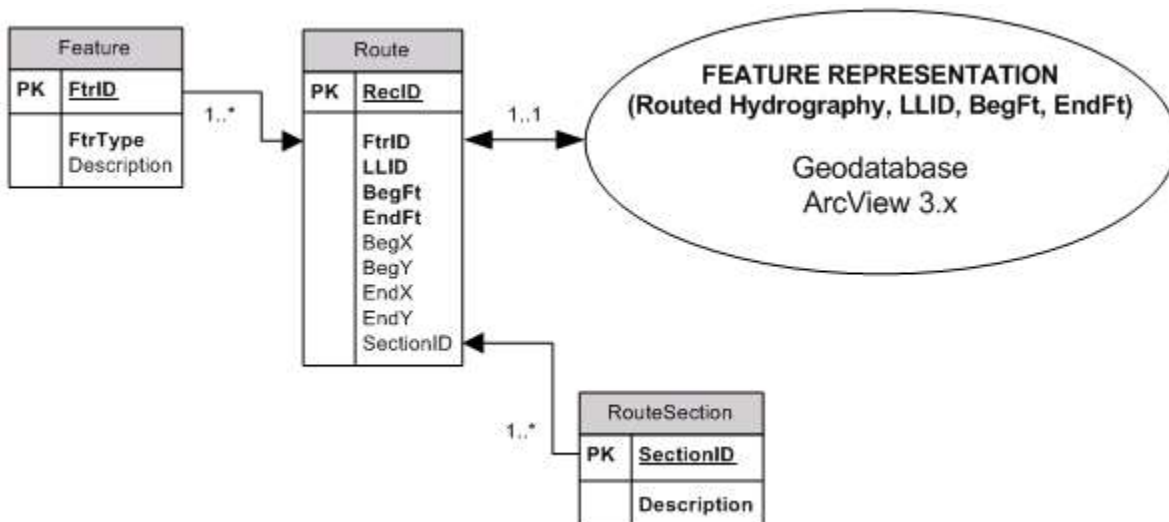 Feature
PK FtrID
FtrType
Description
1..*
Route
PK RecID
FtrID
LLID
BegFt
EndFt
BegX
BegY
EndX
EndY
SectionID
1..1
FEATURE REPRESENTATION
(Routed Hydrography, LLID, BegFt, EndFt)
Geodatabase
ArcView 3.x
1..*
RouteSection
PK SectionID
Description